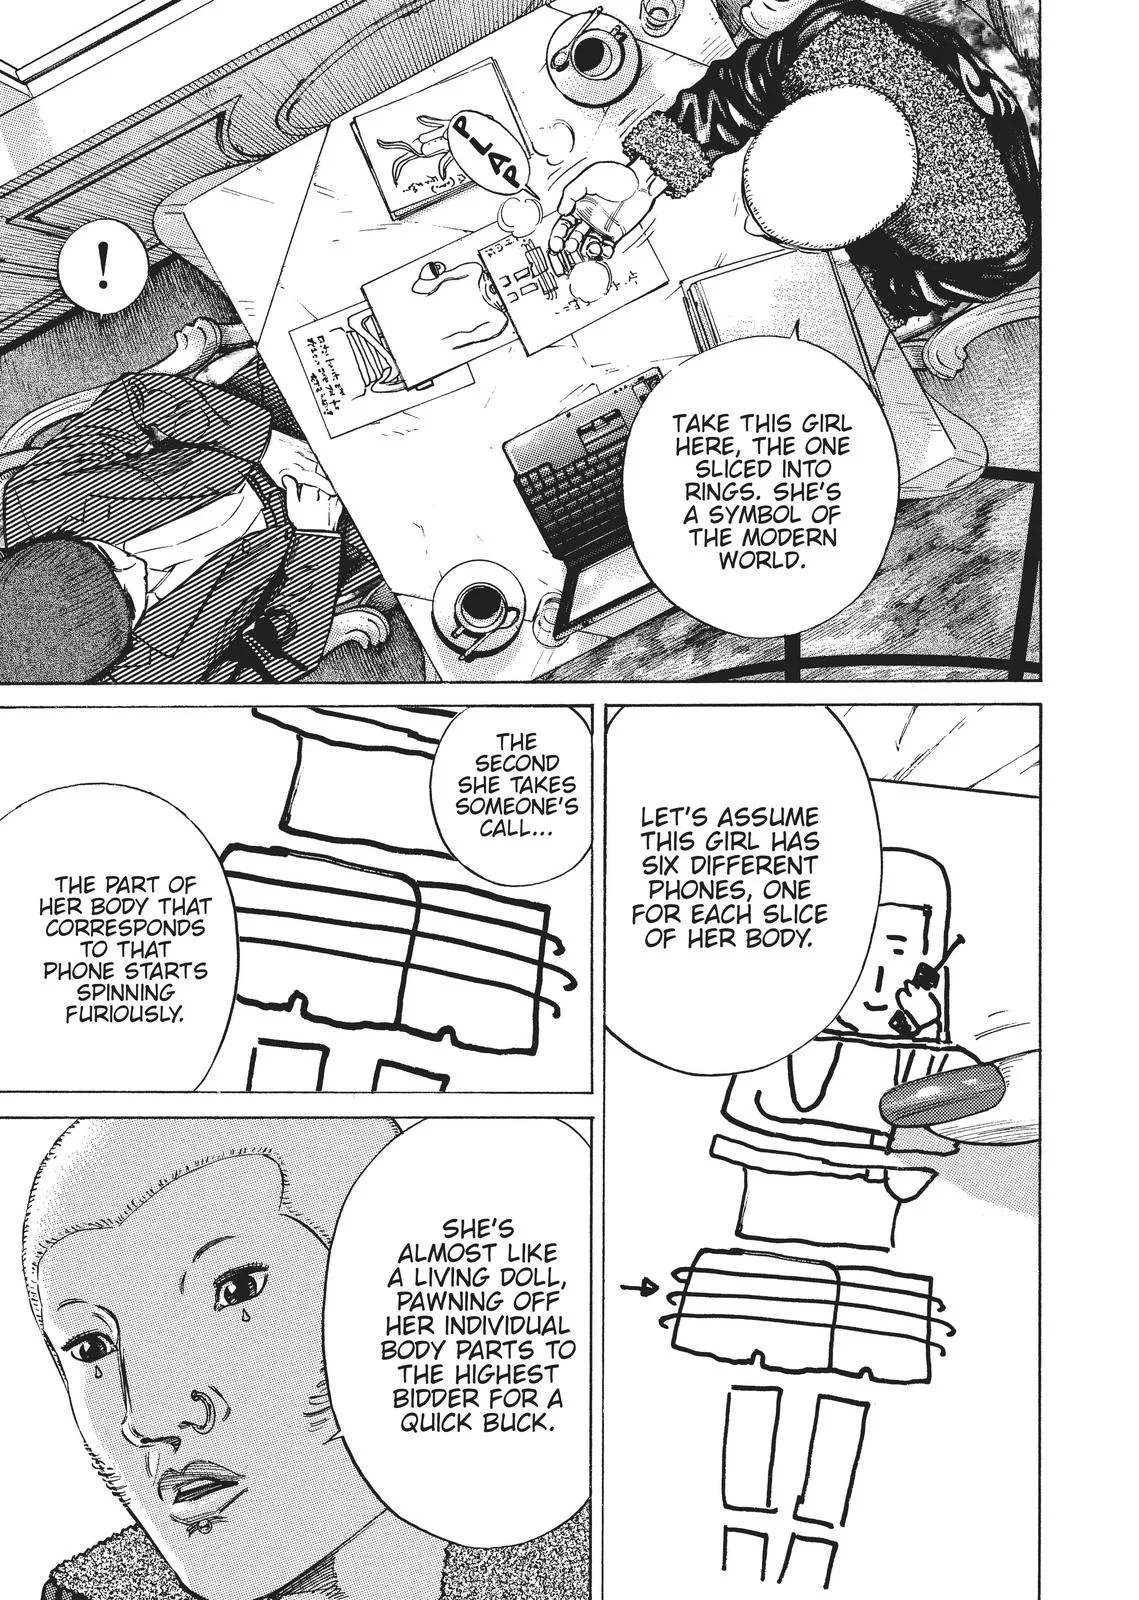 PLAP
!
TAKE THIS GIRL
HERE, THE ONE
SLICED INTO
RINGS. SHE'S
A SYMBOL OF
THE MODERN
WORLD.
LET'S ASSUME
THIS GIRL HAS
SIX DIFFERENT
PHONES, ONE
FOR EACH SLICE
OF HER BODY.
THE
SECOND
SHE TAKES
SOMEONE'S
CALL...
THE PART OF
HER BODY THAT
CORRESPONDS
TO THAT
PHONE STARTS
SPINNING
FURIOUSLY.
SHE'S
ALMOST LIKE
A LIVING DOLL,
PAWNING OFF
HER INDIVIDUAL
BODY PARTS TO
THE HIGHEST
BIDDER FOR A
QUICK BUCK.